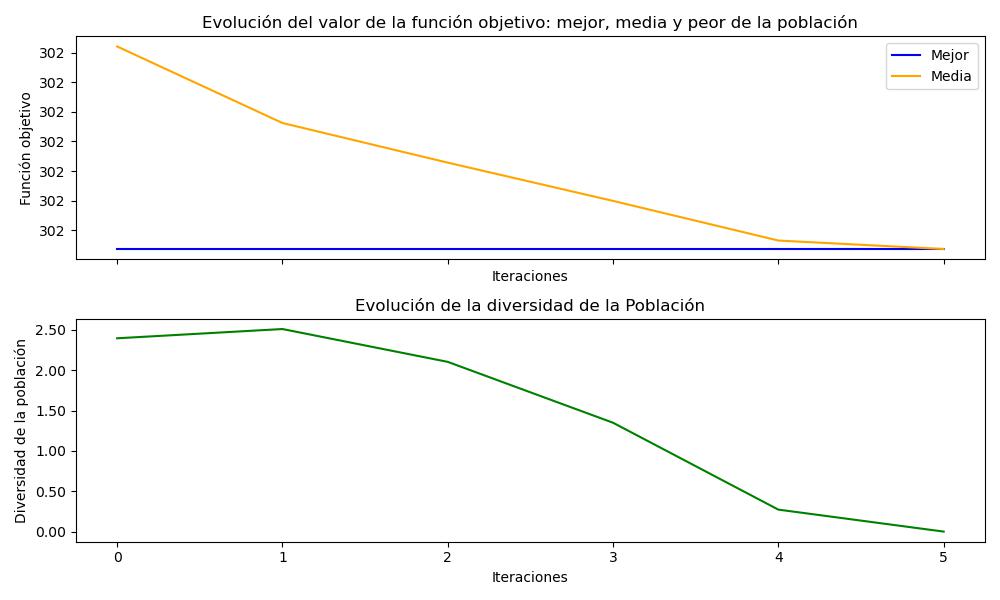 Evolución del valor de la función objetivo: mejor, media y peor de la población
Función objetivo
302
302
302
302
302
302
302
Mejor
Media
Iteraciones
Evolución de la diversidad de la Población
Diversidad de la población
2.50
2.00
1.50
1.00
0.50
0.00
0 1 2 3 4 5
Iteraciones